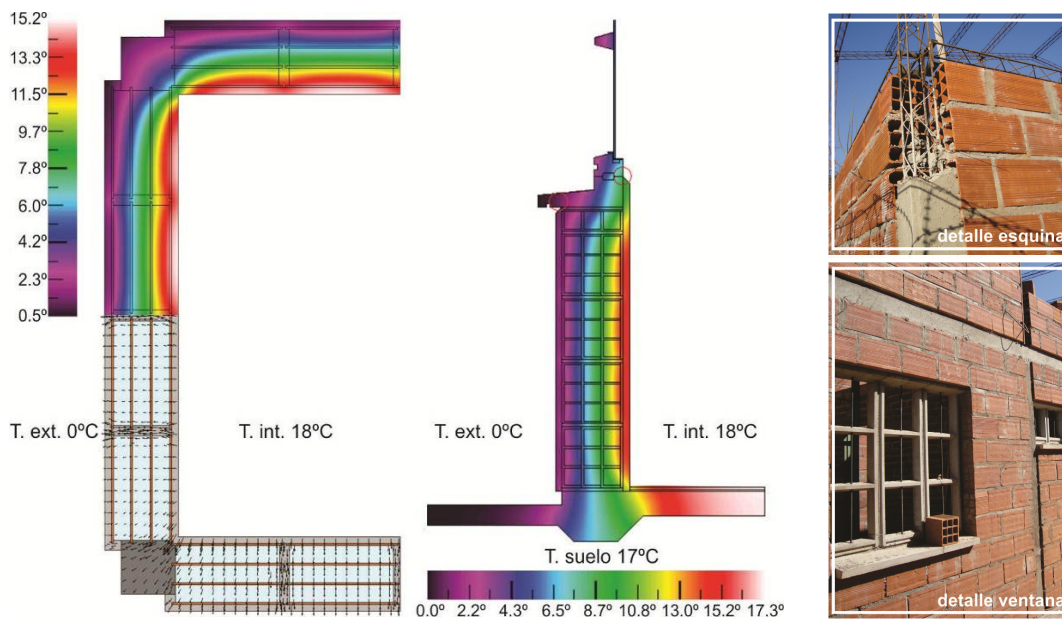 15.2º
13.3º
11.5º
9.7º
7.8º
6.0º
4.2º
2.3º
0.5º
T. ext. 0ºC
T. int. 18ºC
T. ext. 0ºC
T. int. 18ºC
T. suelo 17ºC
0.0º 2.2º 4.3º 6.5º 8.7º 10.8º 13.0º 15.2º 17.3º
detalle esquina
detalle ventana